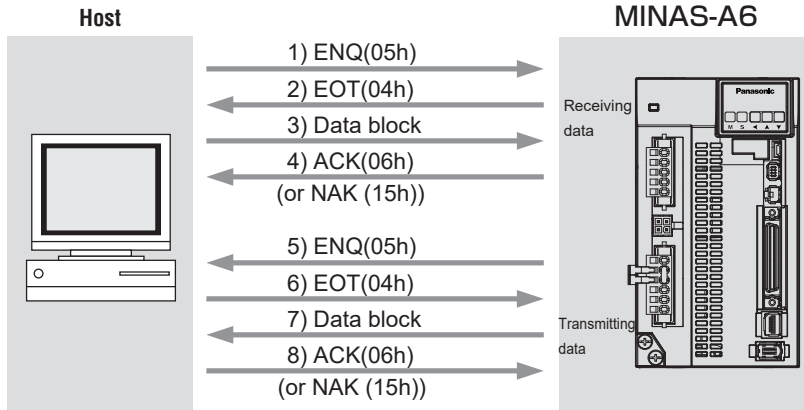 Host
MINAS-A6
1) ENQ(05h)
2) EOT(04h)
3) Data block
4) ACK(06h)
(or NAK (15h))
Receiving
data
Panasonic
M S ◀ ▲ ▼
5) ENQ(05h)
6) EOT(04h)
7) Data block
8) ACK(06h)
(or NAK (15h))
Transmitting
data